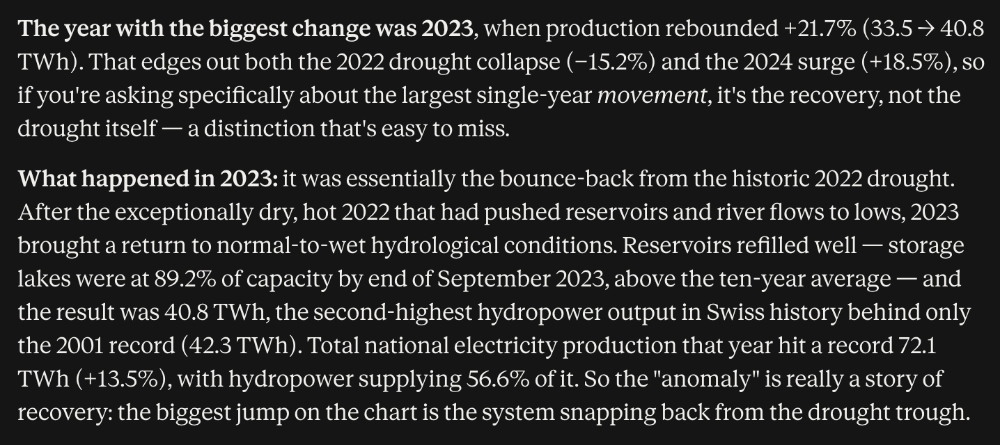 The year with the biggest change was 2023, when production rebounded +21.7% (33.5 → 40.8
TWh). That edges out both the 2022 drought collapse (−15.2%) and the 2024 surge (+18.5%), so
if you're asking specifically about the largest single-year movement, it's the recovery, not the
drought itself — a distinction that's easy to miss.
What happened in 2023: it was essentially the bounce-back from the historic 2022 drought.
After the exceptionally dry, hot 2022 that had pushed reservoirs and river flows to lows, 2023
brought a return to normal-to-wet hydrological conditions. Reservoirs refilled well — storage
lakes were at 89.2% of capacity by end of September 2023, above the ten-year average — and
the result was 40.8 TWh, the second-highest hydropower output in Swiss history behind only
the 2001 record (42.3 TWh). Total national electricity production that year hit a record 72.1
TWh (+13.5%), with hydropower supplying 56.6% of it. So the "anomaly" is really a story of
recovery: the biggest jump on the chart is the system snapping back from the drought trough.